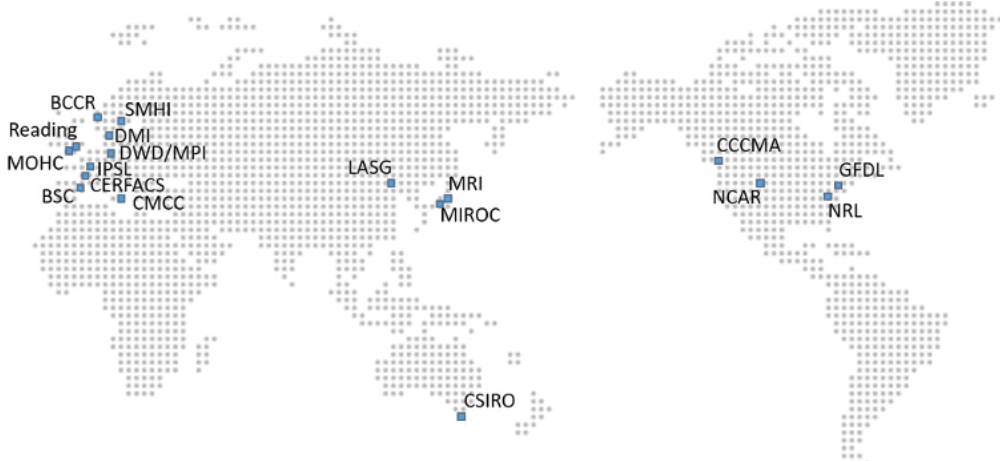 BCCR
SMHI
Reading
DMI
DWD/MPI
MOHC
IPSL
CERFACS
BSC
CMCC
LASG
MRI
MIROC
CSIRO
CCCMA
NCAR
GFDL
NRL